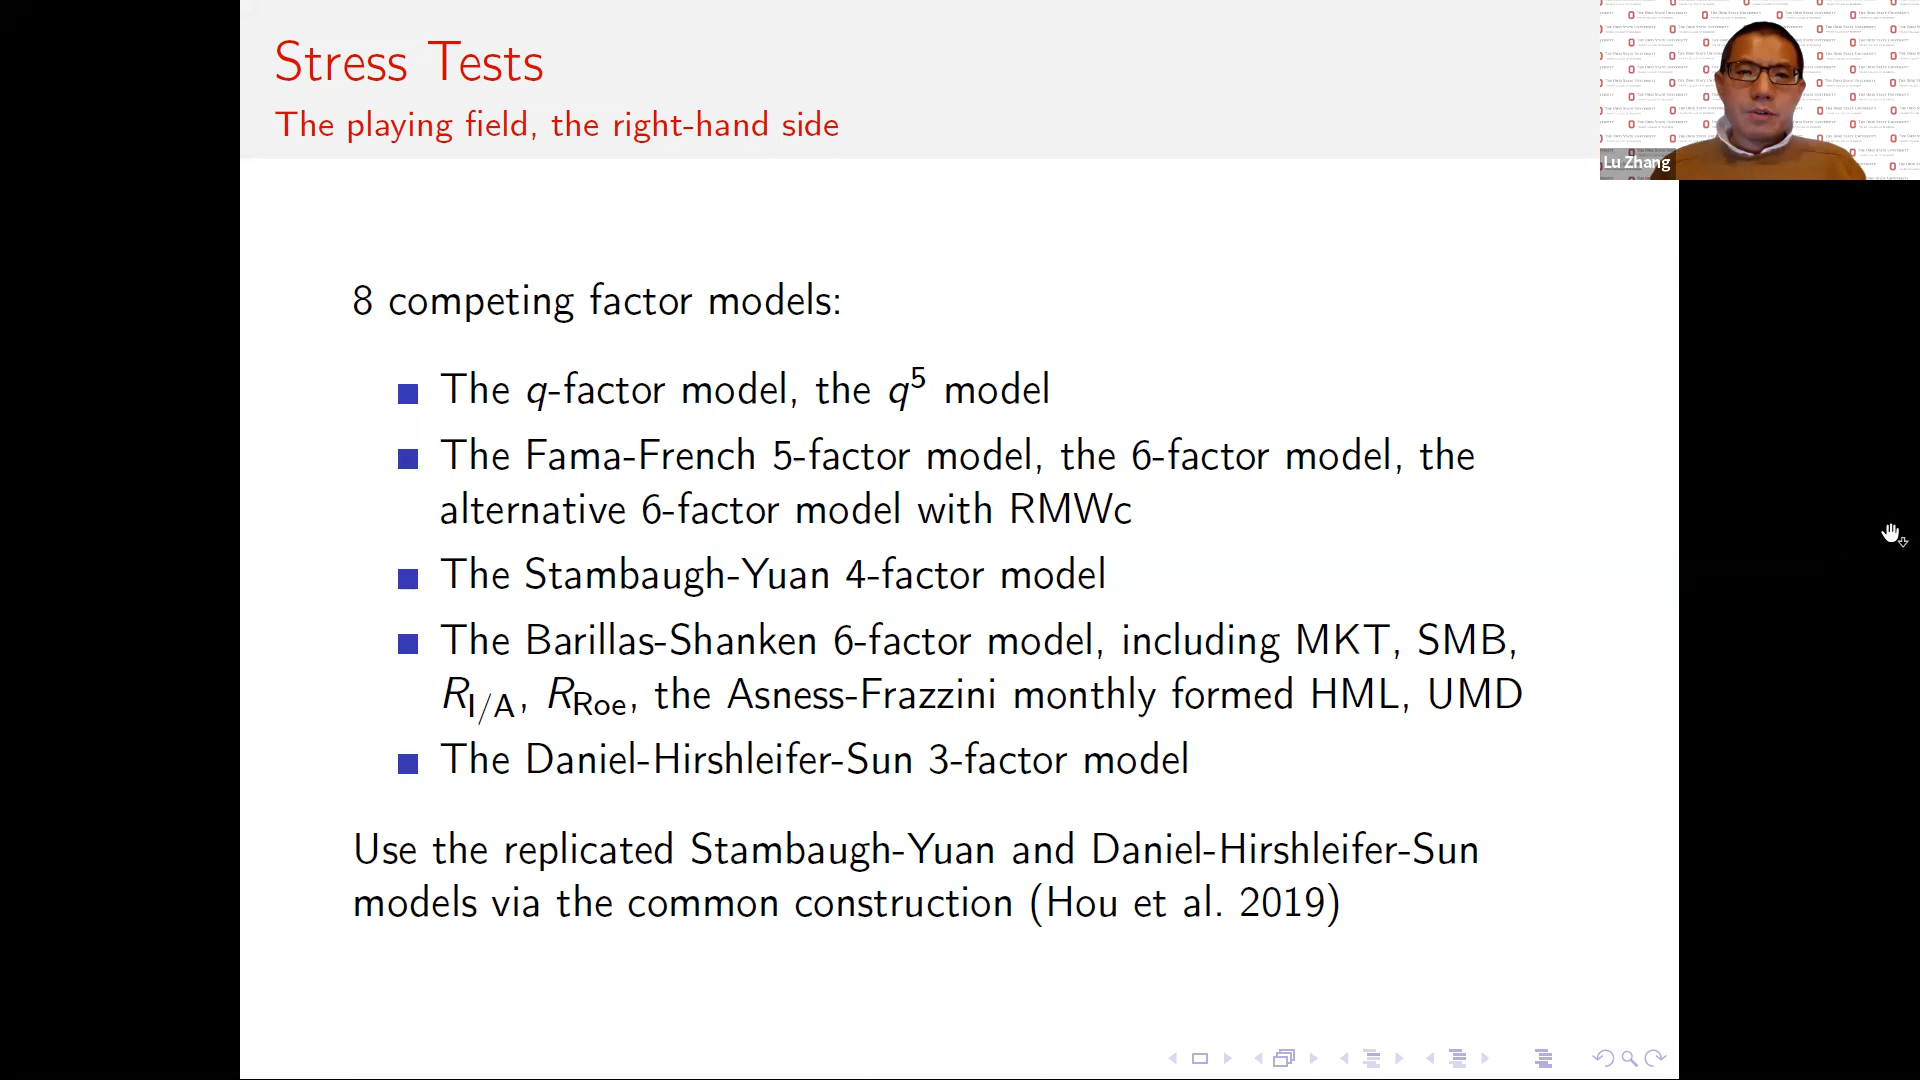 Stress Tests
The playing field, the right-hand side
Lu Zhang
8 competing factor models:
The q-factor model, the q⁵ model
The Fama-French 5-factor model, the 6-factor model, the
alternative 6-factor model with RMWc
The Stambaugh-Yuan 4-factor model
The Barillas-Shanken 6-factor model, including MKT, SMB,
R_I/A, R_Roe, the Asness-Frazzini monthly formed HML, UMD
The Daniel-Hirshleifer-Sun 3-factor model
Use the replicated Stambaugh-Yuan and Daniel-Hirshleifer-Sun
models via the common construction (Hou et al. 2019)